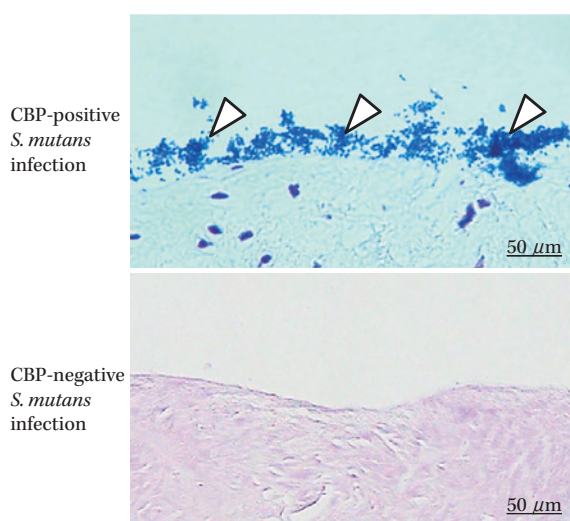 CBP-positive
S. mutans
infection
50 μm
CBP-negative
S. mutans
infection
50 μm